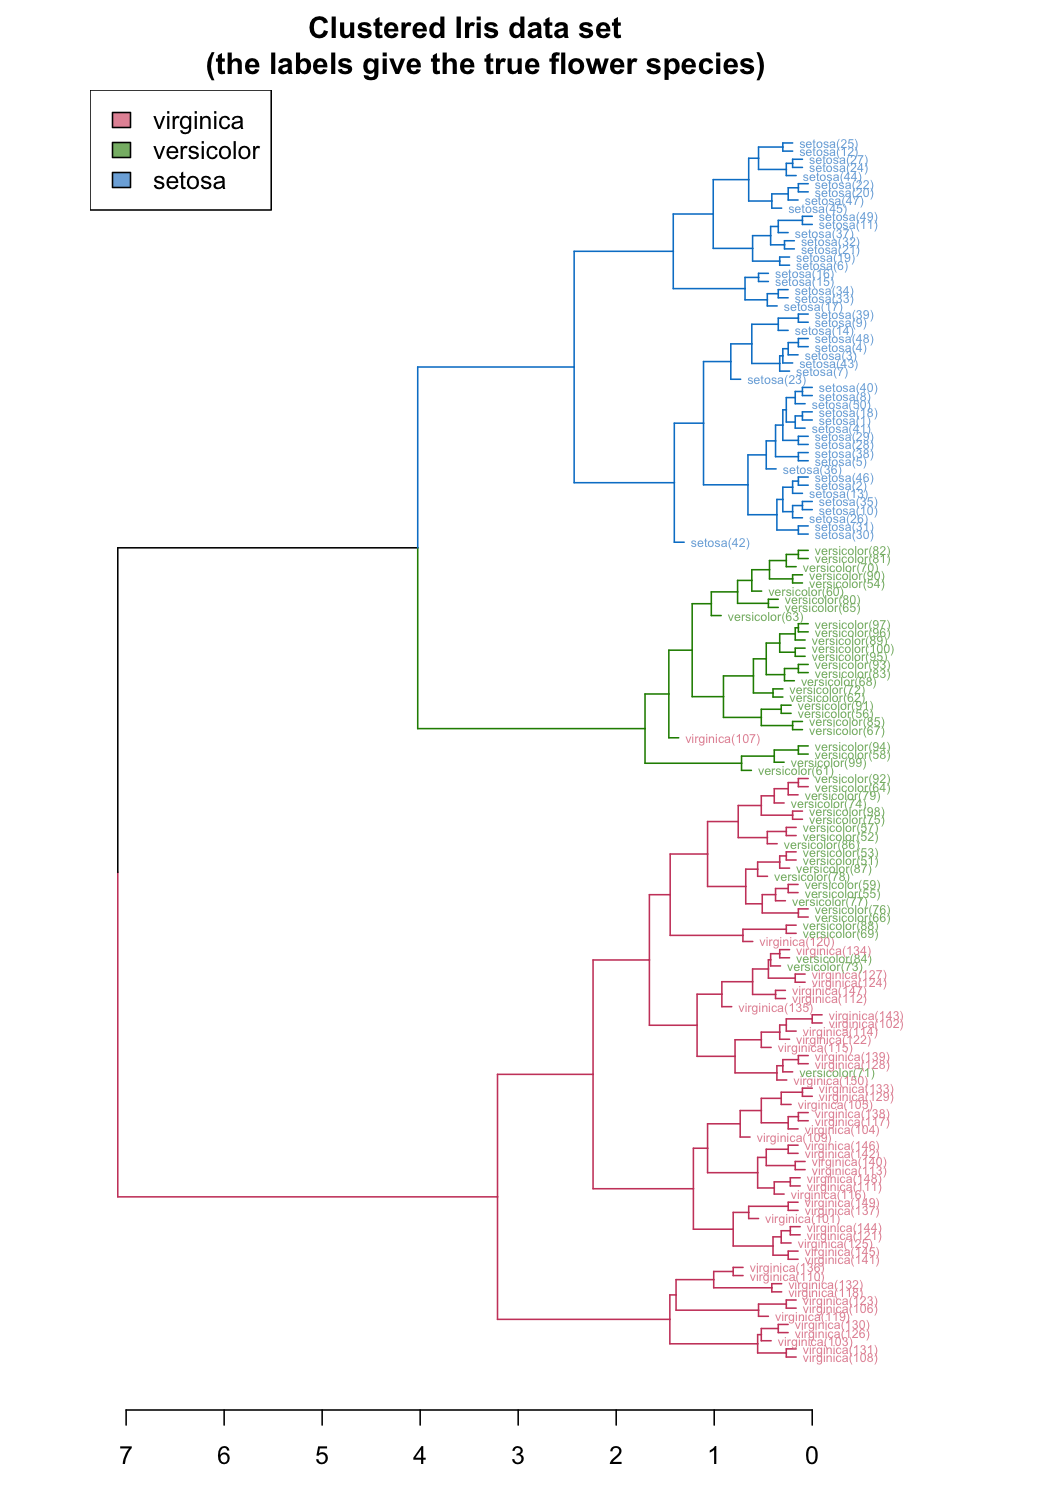 Clustered Iris data set
(the labels give the true flower species)
virginica
versicolor
setosa
setosa(25)
setosa(12)
setosa(27)
setosa(24)
setosa(44)
setosa(22)
setosa(20)
setosa(47)
setosa(45)
setosa(49)
setosa(11)
setosa(37)
setosa(32)
setosa(21)
setosa(19)
setosa(6)
setosa(16)
setosa(15)
setosa(34)
setosa(33)
setosa(17)
setosa(39)
setosa(9)
setosa(14)
setosa(48)
setosa(4)
setosa(3)
setosa(43)
setosa(7)
setosa(23)
setosa(40)
setosa(8)
setosa(50)
setosa(18)
setosa(1)
setosa(41)
setosa(29)
setosa(28)
setosa(38)
setosa(5)
setosa(36)
setosa(46)
setosa(2)
setosa(13)
setosa(35)
setosa(10)
setosa(26)
setosa(31)
setosa(30)
setosa(42)
versicolor(82)
versicolor(81)
versicolor(70)
versicolor(90)
versicolor(54)
versicolor(60)
versicolor(80)
versicolor(65)
versicolor(63)
versicolor(97)
versicolor(96)
versicolor(89)
versicolor(100)
versicolor(95)
versicolor(93)
versicolor(83)
versicolor(68)
versicolor(72)
versicolor(62)
versicolor(91)
versicolor(56)
versicolor(85)
versicolor(67)
virginica(107)
versicolor(94)
versicolor(58)
versicolor(99)
versicolor(61)
versicolor(92)
versicolor(64)
versicolor(79)
versicolor(74)
versicolor(98)
versicolor(75)
versicolor(57)
versicolor(52)
versicolor(86)
versicolor(53)
versicolor(51)
versicolor(87)
versicolor(78)
versicolor(59)
versicolor(55)
versicolor(77)
versicolor(76)
versicolor(66)
versicolor(88)
versicolor(69)
virginica(120)
virginica(134)
versicolor(84)
versicolor(73)
virginica(127)
virginica(124)
virginica(147)
virginica(112)
virginica(135)
virginica(143)
virginica(102)
virginica(114)
virginica(122)
virginica(115)
virginica(139)
virginica(128)
versicolor(71)
virginica(150)
virginica(133)
virginica(129)
virginica(105)
virginica(138)
virginica(117)
virginica(104)
virginica(109)
virginica(146)
virginica(142)
virginica(140)
virginica(113)
virginica(148)
virginica(111)
virginica(116)
virginica(149)
virginica(137)
virginica(101)
virginica(144)
virginica(121)
virginica(125)
virginica(145)
virginica(141)
virginica(136)
virginica(110)
virginica(132)
virginica(118)
virginica(123)
virginica(106)
virginica(119)
virginica(130)
virginica(126)
virginica(103)
virginica(131)
virginica(108)
7 6 5 4 3 2 1 0